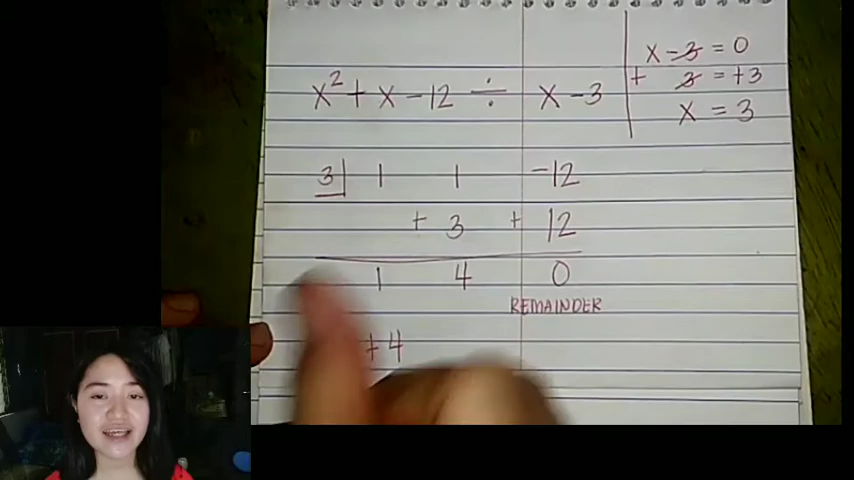 x² + x - 12 ÷ x - 3
x - 3 = 0
+ 3 = +3
x = 3
3 1 1 -12
+ 3 + 12
1 4 0
REMAINDER
+ 4